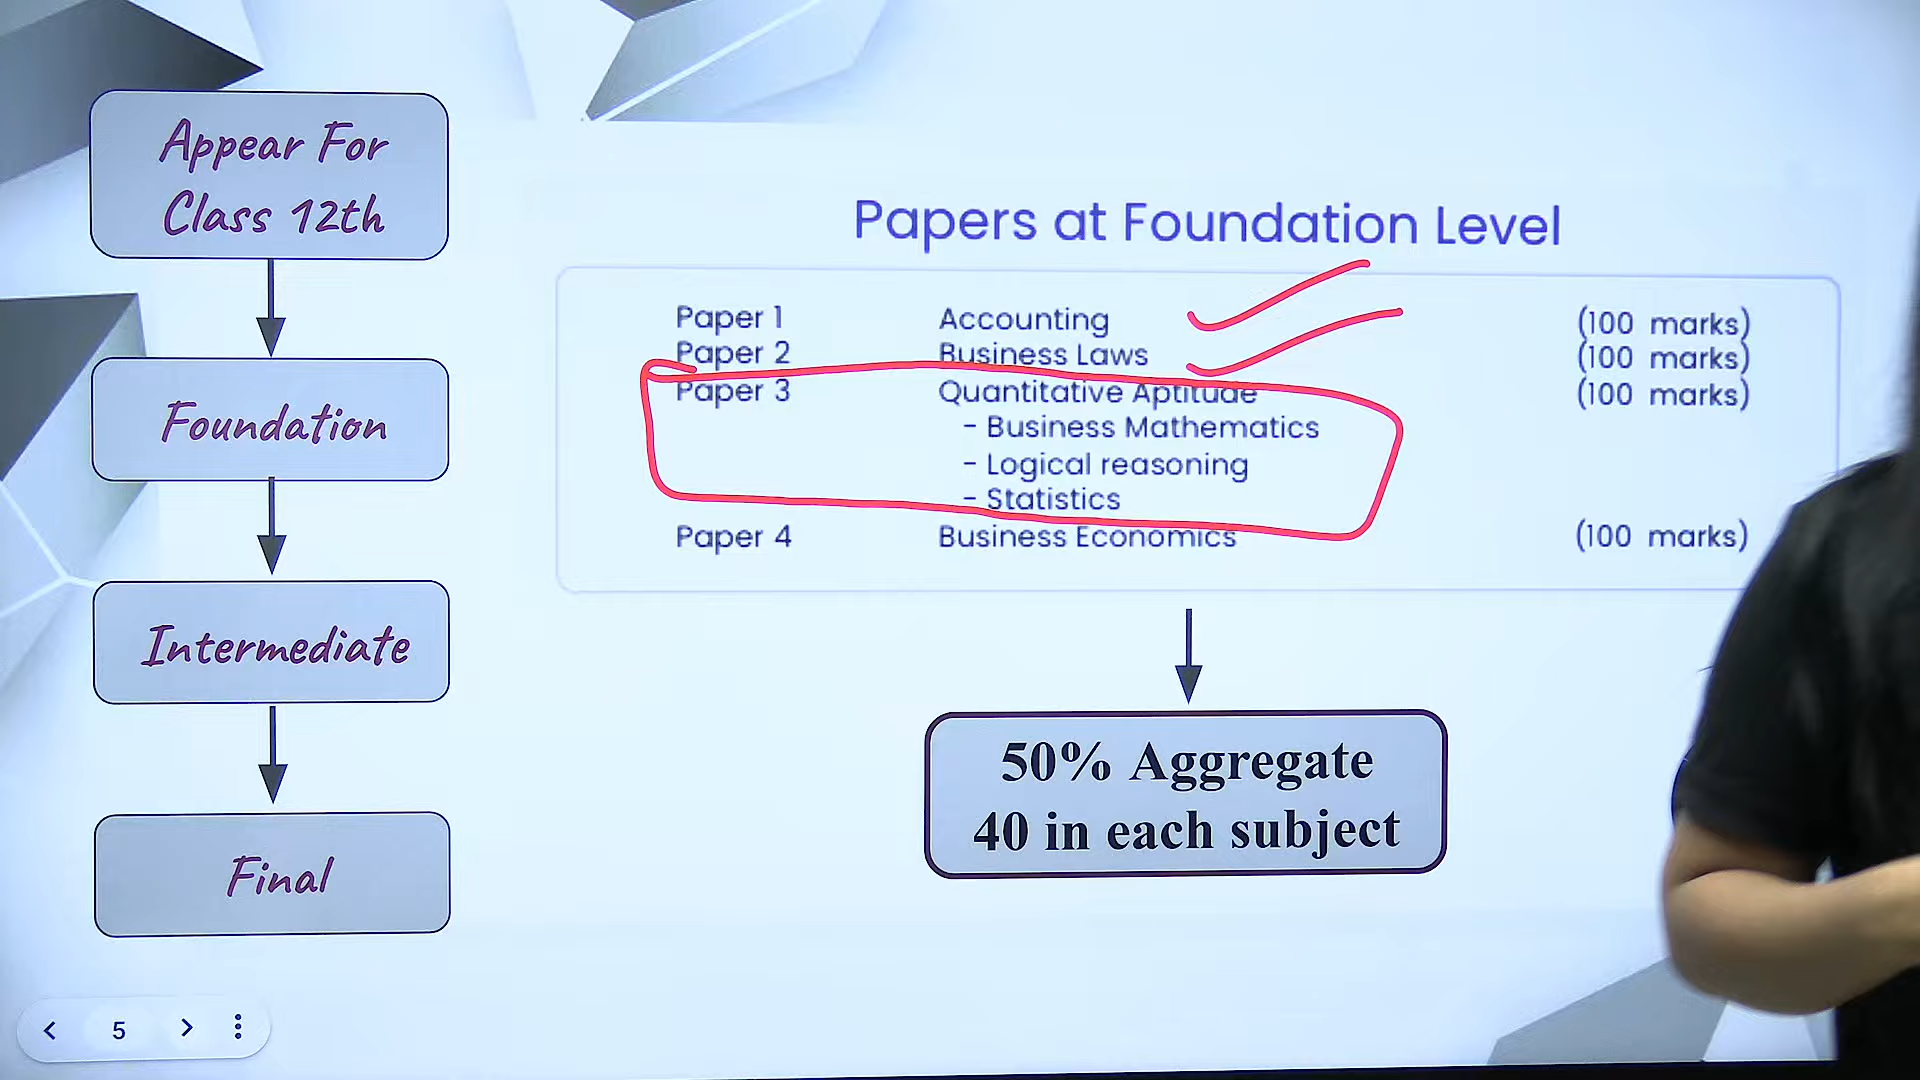 Appear For
Class 12th
Foundation
Intermediate
Final
Papers at Foundation Level
Paper 1 Accounting (100 marks)
Paper 2 Business Laws (100 marks)
Paper 3 Quantitative Aptitude (100 marks)
- Business Mathematics
- Logical reasoning
- Statistics
Paper 4 Business Economics (100 marks)
50% Aggregate
40 in each subject
5